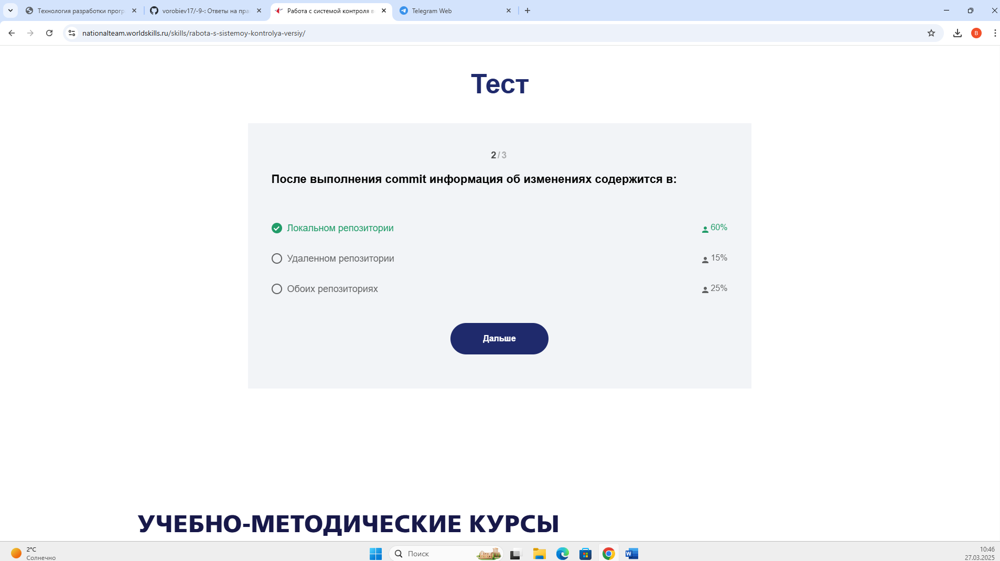 Технология разработки прогр
vorobiev17/-9-: Ответы на пра
Работа с системой контроля в
Telegram Web
nationalteam.worldskills.ru/skills/rabota-s-sistemoy-kontrolya-versiy/
B
Тест
2/3
После выполнения commit информация об изменениях содержится в:
Локальном репозитории 60%
Удаленном репозитории 15%
Обоих репозиториях 25%
Дальше
УЧЕБНО-МЕТОДИЧЕСКИЕ КУРСЫ
2°C
Солнечно
Поиск
10:46
27.03.2025